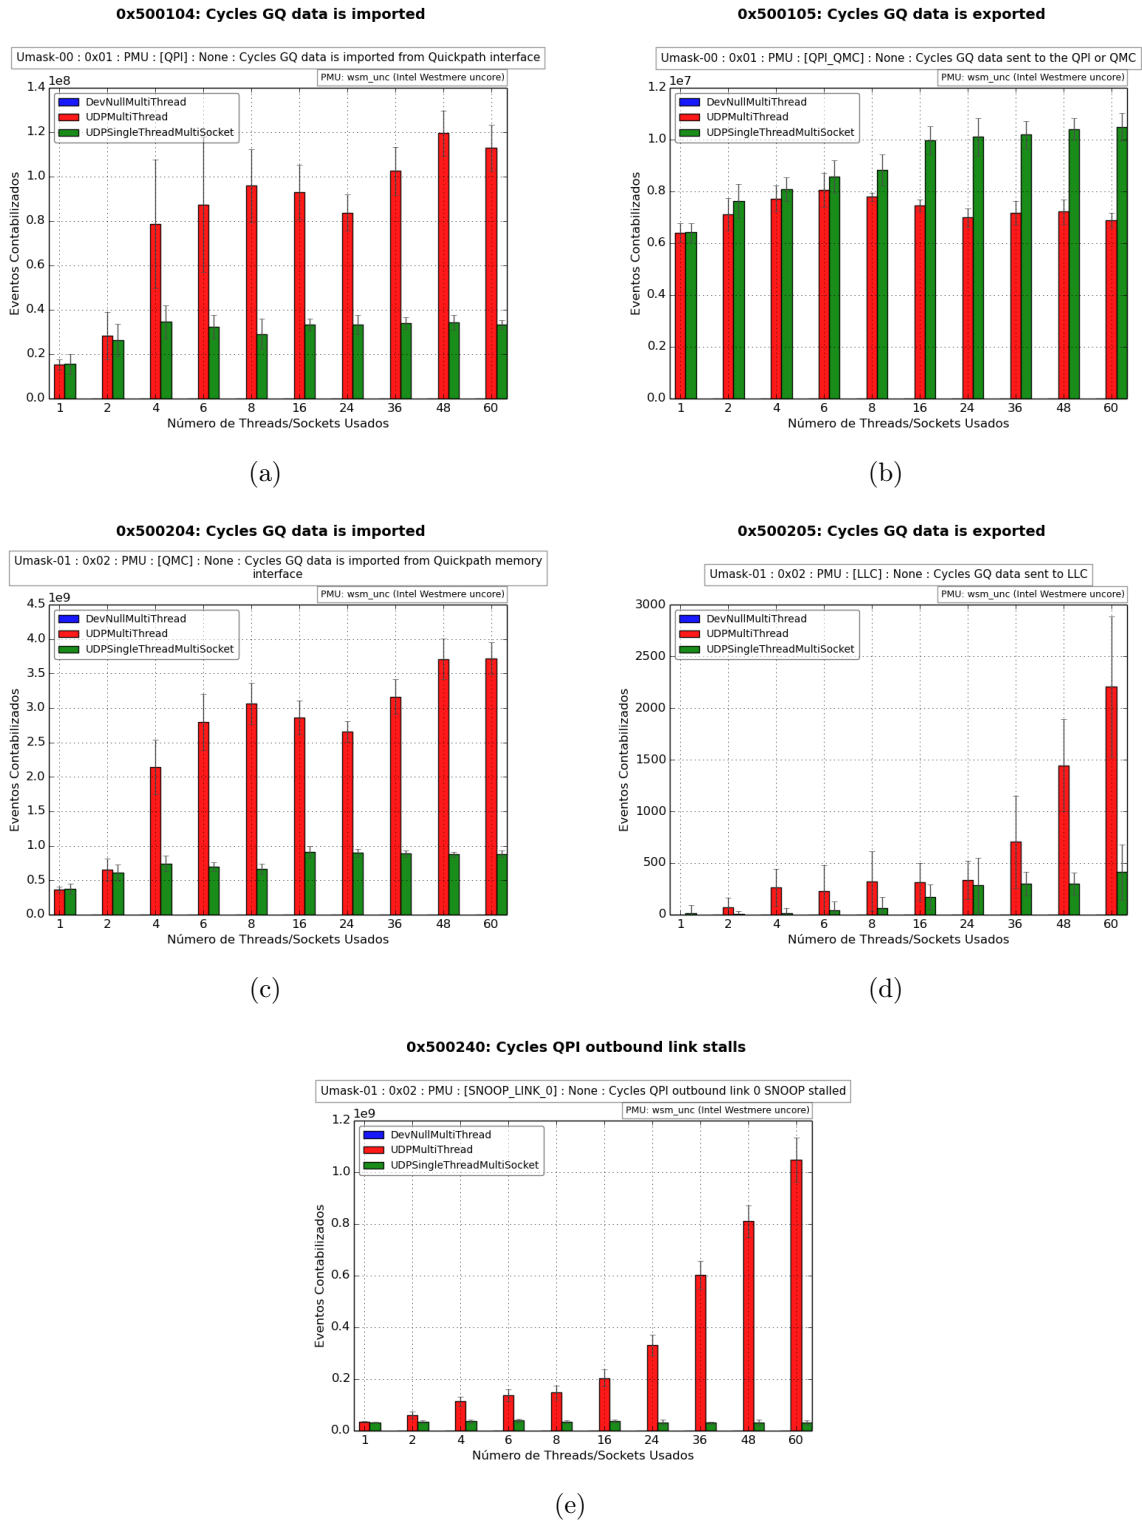 0x500104: Cycles GQ data is imported
Umask-00 : 0x01 : PMU : [QPI] : None : Cycles GQ data is imported from Quickpath interface
PMU: wsm_unc (Intel Westmere uncore)
1e8
DevNullMultiThread
UDPMultiThread
UDPSingleThreadMultiSocket
1.4
1.2
1.0
0.8
0.6
0.4
0.2
0.0
Eventos Contabilizados
1 2 4 6 8 16 24 36 48 60
Número de Threads/Sockets Usados
(a)
0x500105: Cycles GQ data is exported
Umask-00 : 0x01 : PMU : [QPI_QMC] : None : Cycles GQ data sent to the QPI or QMC
PMU: wsm_unc (Intel Westmere uncore)
1e7
DevNullMultiThread
UDPMultiThread
UDPSingleThreadMultiSocket
1.2
1.0
0.8
0.6
0.4
0.2
0.0
Eventos Contabilizados
1 2 4 6 8 16 24 36 48 60
Número de Threads/Sockets Usados
(b)
0x500204: Cycles GQ data is imported
Umask-01 : 0x02 : PMU : [QMC] : None : Cycles GQ data is imported from Quickpath memory
interface
PMU: wsm_unc (Intel Westmere uncore)
1e9
DevNullMultiThread
UDPMultiThread
UDPSingleThreadMultiSocket
4.5
4.0
3.5
3.0
2.5
2.0
1.5
1.0
0.5
0.0
Eventos Contabilizados
1 2 4 6 8 16 24 36 48 60
Número de Threads/Sockets Usados
(c)
0x500205: Cycles GQ data is exported
Umask-01 : 0x02 : PMU : [LLC] : None : Cycles GQ data sent to LLC
PMU: wsm_unc (Intel Westmere uncore)
DevNullMultiThread
UDPMultiThread
UDPSingleThreadMultiSocket
3000
2500
2000
1500
1000
500
0
Eventos Contabilizados
1 2 4 6 8 16 24 36 48 60
Número de Threads/Sockets Usados
(d)
0x500240: Cycles QPI outbound link stalls
Umask-01 : 0x02 : PMU : [SNOOP_LINK_0] : None : Cycles QPI outbound link 0 SNOOP stalled
PMU: wsm_unc (Intel Westmere uncore)
1e9
DevNullMultiThread
UDPMultiThread
UDPSingleThreadMultiSocket
1.2
1.0
0.8
0.6
0.4
0.2
0.0
Eventos Contabilizados
1 2 4 6 8 16 24 36 48 60
Número de Threads/Sockets Usados
(e)